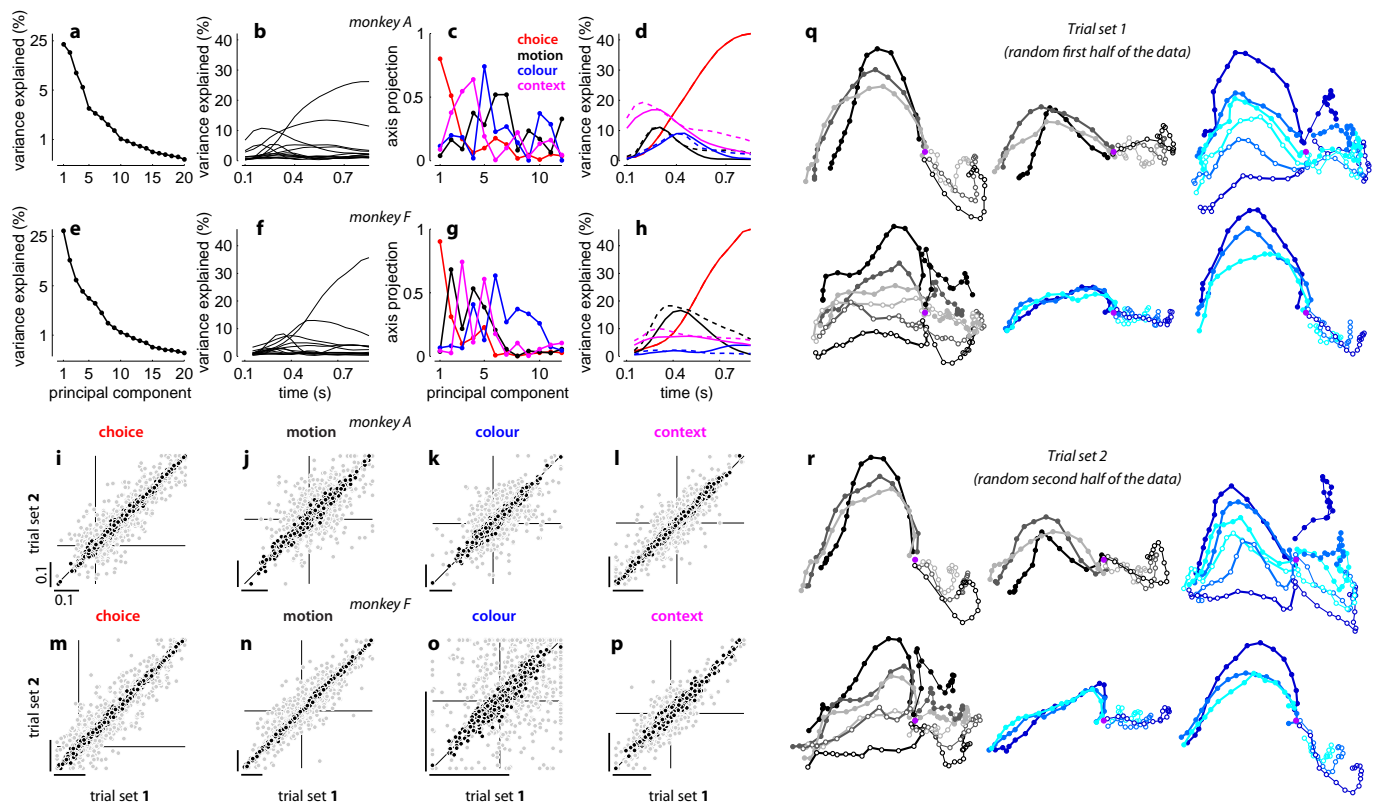 monkey A
a
variance explained (%)
25
5
1
1 5 10 15 20
b
variance explained (%)
40
30
20
10
0
0.1 0.4 0.7
c
axis projection
1
0.5
0
1 5 10
choice
motion
colour
context
d
variance explained (%)
40
30
20
10
0
0.1 0.4 0.7
monkey F
e
variance explained (%)
25
5
1
1 5 10 15 20
principal component
f
variance explained (%)
40
30
20
10
0
0.1 0.4 0.7
time (s)
g
axis projection
1
0.5
0
1 5 10
principal component
h
variance explained (%)
40
30
20
10
0
0.1 0.4 0.7
time (s)
monkey A
choice motion colour context
i j k l
trial set 2
0.1
0.1
monkey F
choice motion colour context
m n o p
trial set 2
trial set 1 trial set 1 trial set 1 trial set 1
q
Trial set 1
(random first half of the data)
r
Trial set 2
(random second half of the data)